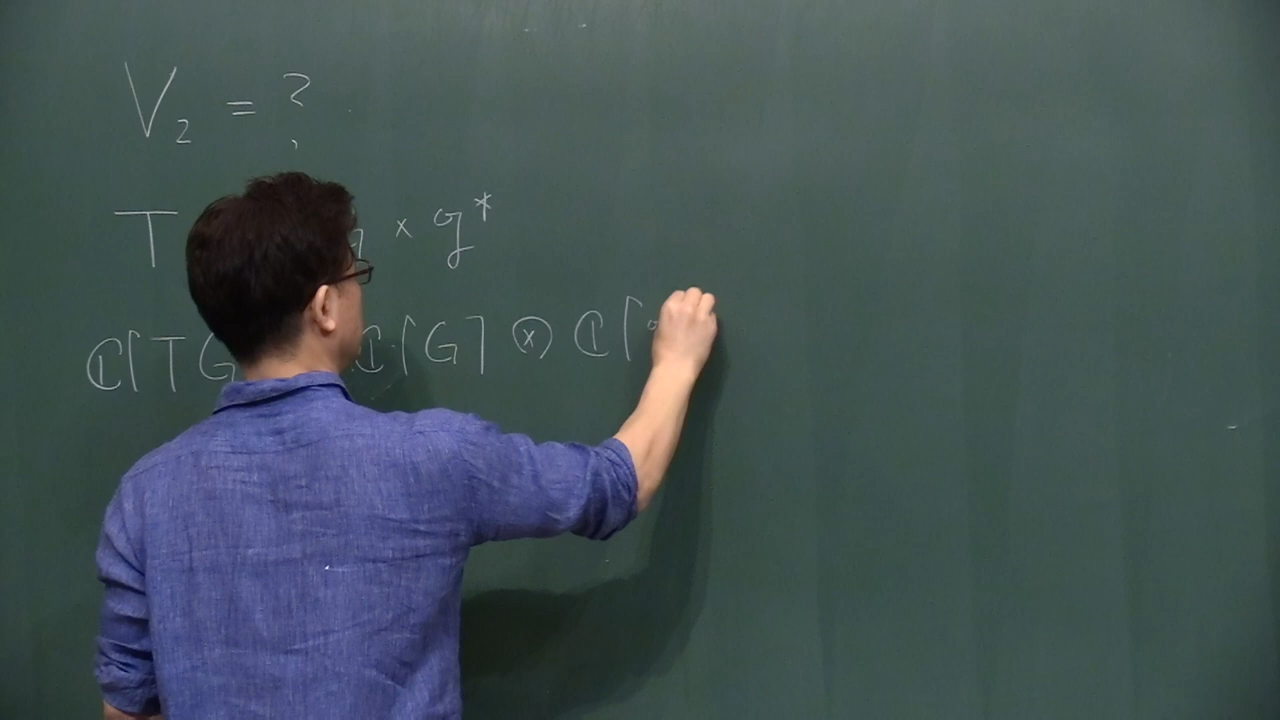 V₂ = ?
T × g*
ℂ[TG ℂ[G] ⊗ ℂ[